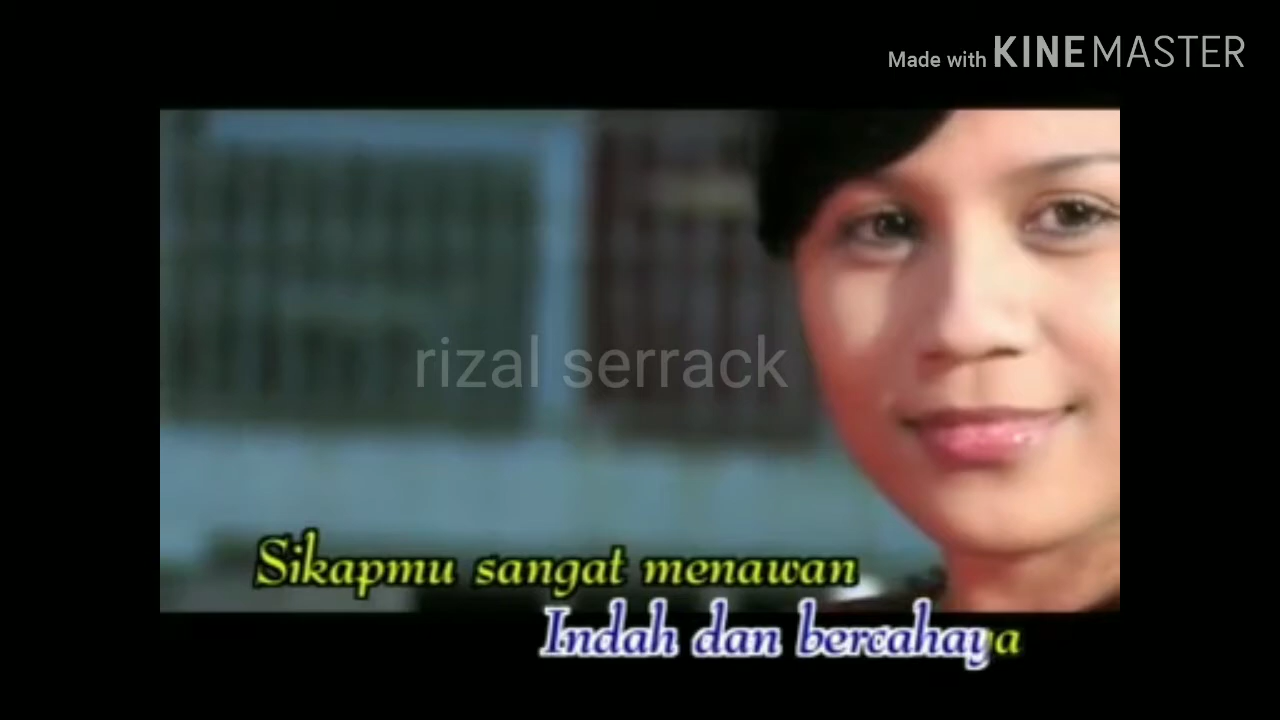 Made with KINEMASTER
rizal serrack
Sikapmu sangat menawan
Indah dan bercahaya